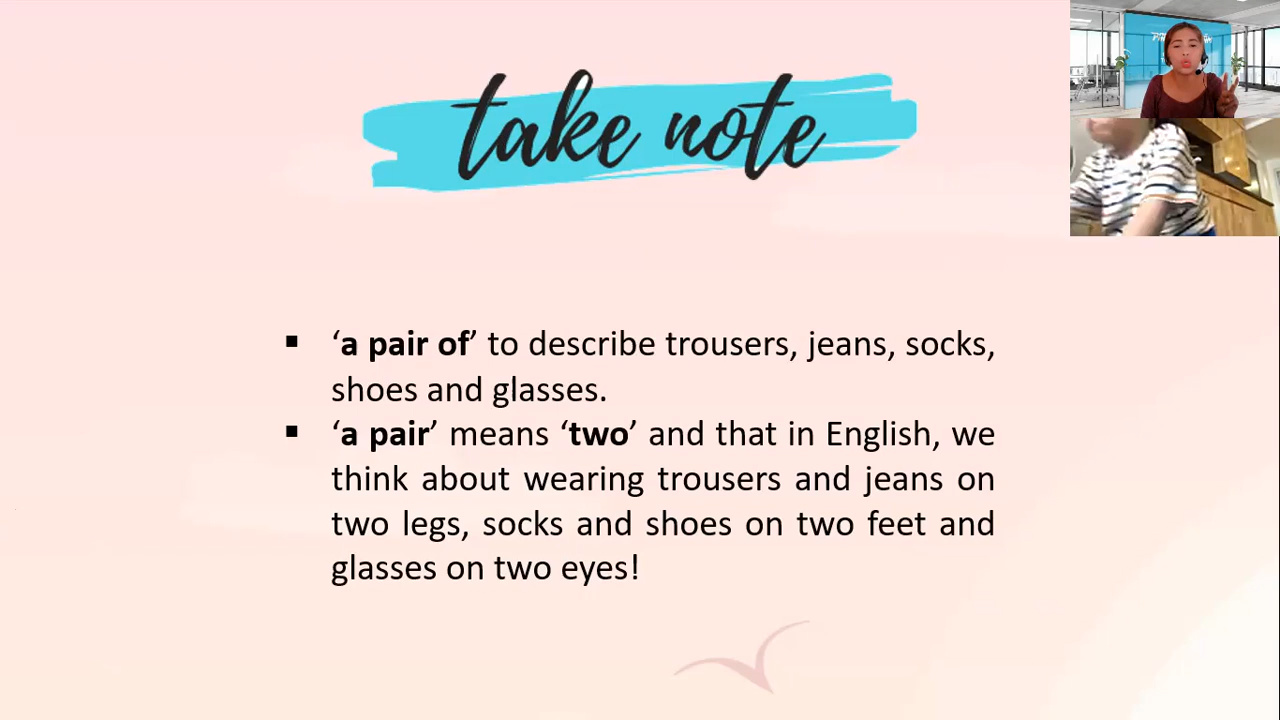 take note
▪ ‘a pair of’ to describe trousers, jeans, socks,
shoes and glasses.
▪ ‘a pair’ means ‘two’ and that in English, we
think about wearing trousers and jeans on
two legs, socks and shoes on two feet and
glasses on two eyes!